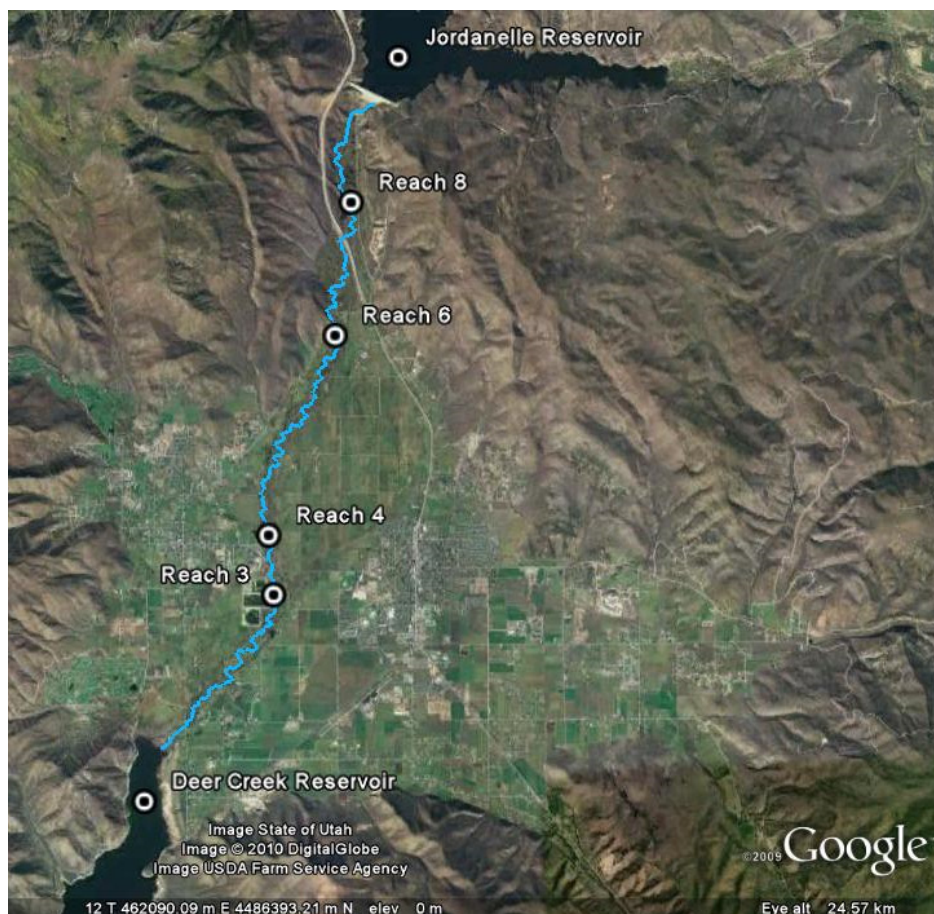 Jordanelle Reservoir
Reach 8
Reach 6
Reach 4
Reach 3
Deer Creek Reservoir
Image State of Utah
Image © 2010 DigitalGlobe
Image USDA Farm Service Agency
©2009 Google
12 T 462090.09 m E 4486393.21 m N elev 0 m
Eye alt 24.57 km